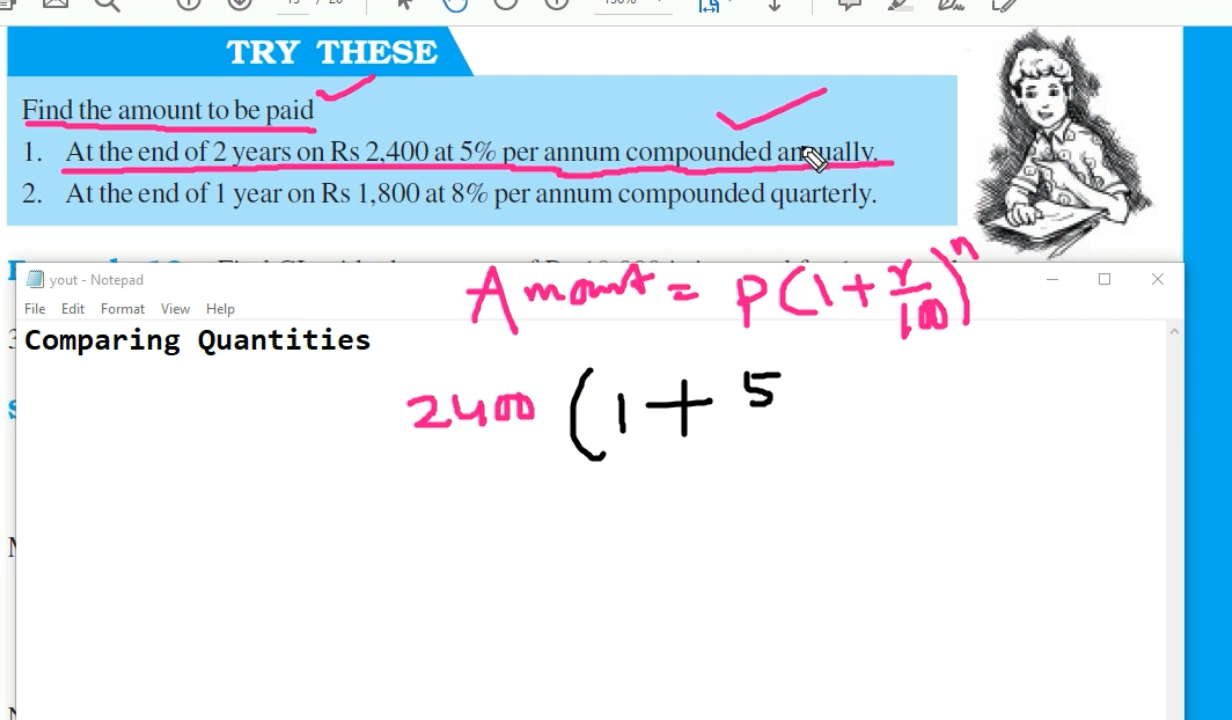 TRY THESE
Find the amount to be paid
1. At the end of 2 years on Rs 2,400 at 5% per annum compounded annually.
2. At the end of 1 year on Rs 1,800 at 8% per annum compounded quarterly.
yout - Notepad
Amount = P(1+r/100)^n
File Edit Format View Help
Comparing Quantities
2400 (1 + 5